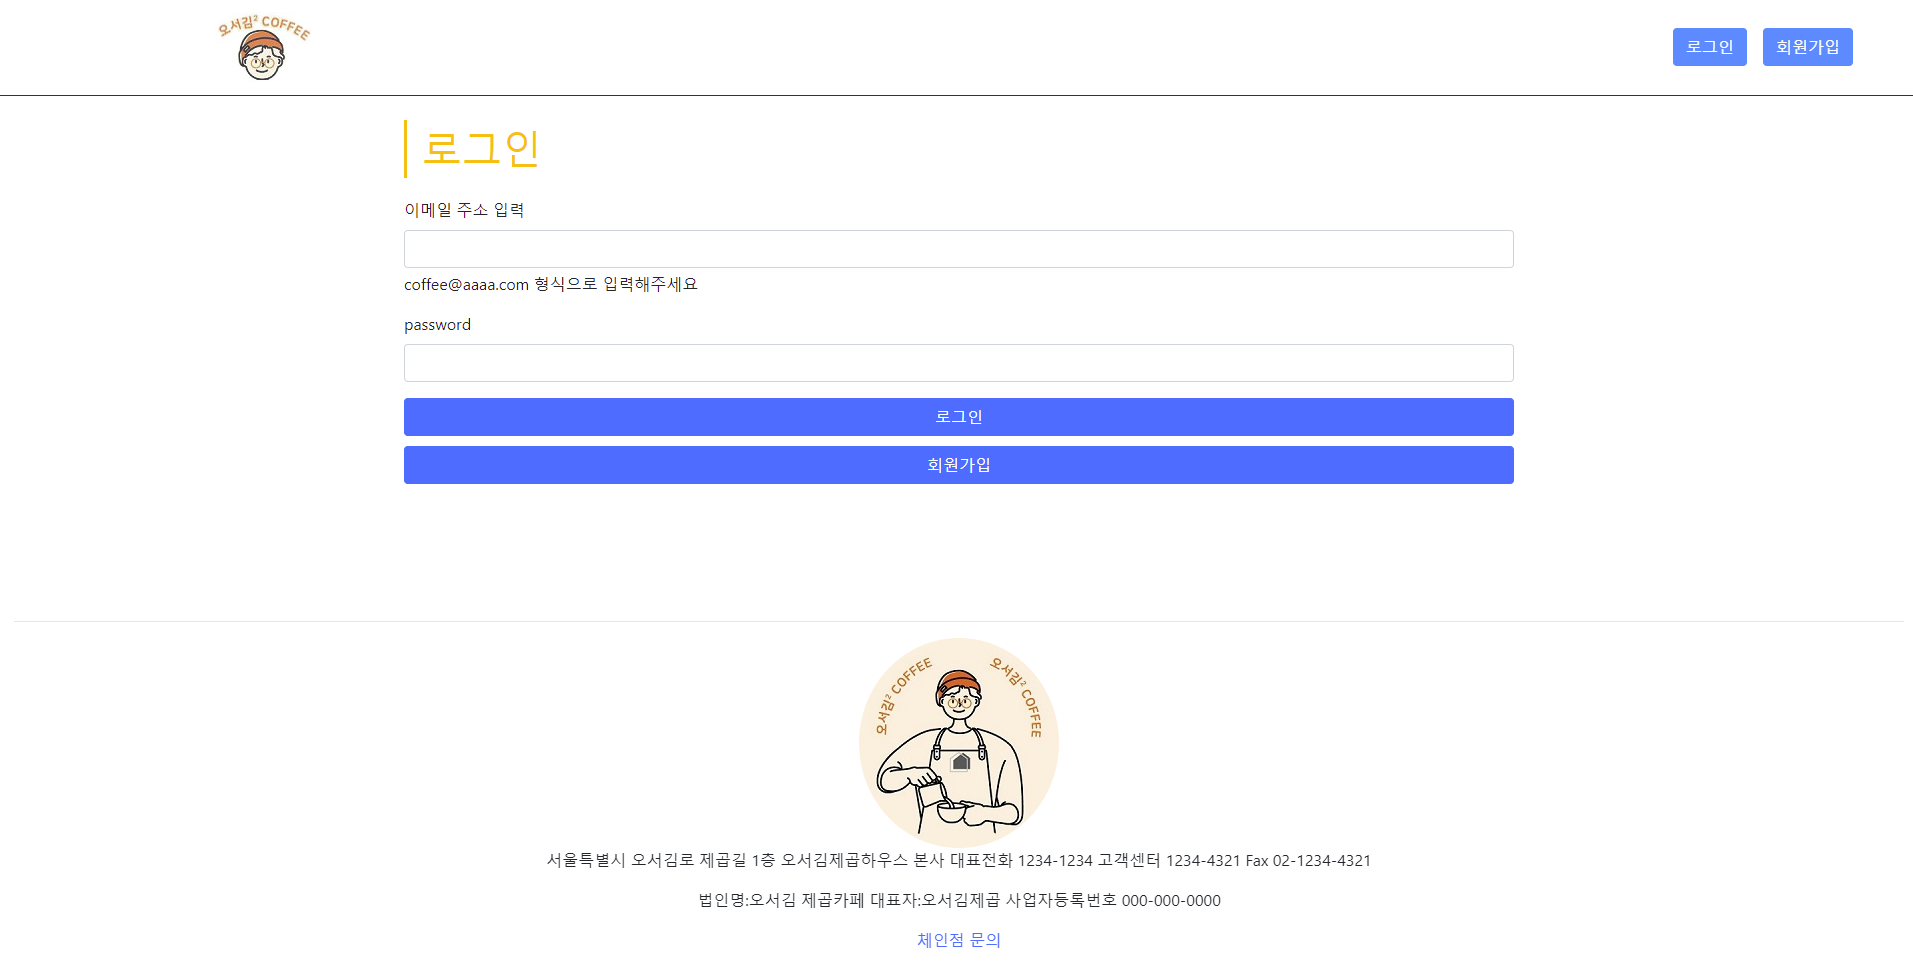 오서김² COFFEE
로그인
회원가입
로그인
이메일 주소 입력
coffee@aaaa.com 형식으로 입력해주세요
password
로그인
회원가입
오서김² COFFEE
오서김² COFFEE
서울특별시 오서김로 제곱길 1층 오서김제곱하우스 본사 대표전화 1234-1234 고객센터 1234-4321 Fax 02-1234-4321
법인명:오서김 제곱카페 대표자:오서김제곱 사업자등록번호 000-000-0000
체인점 문의